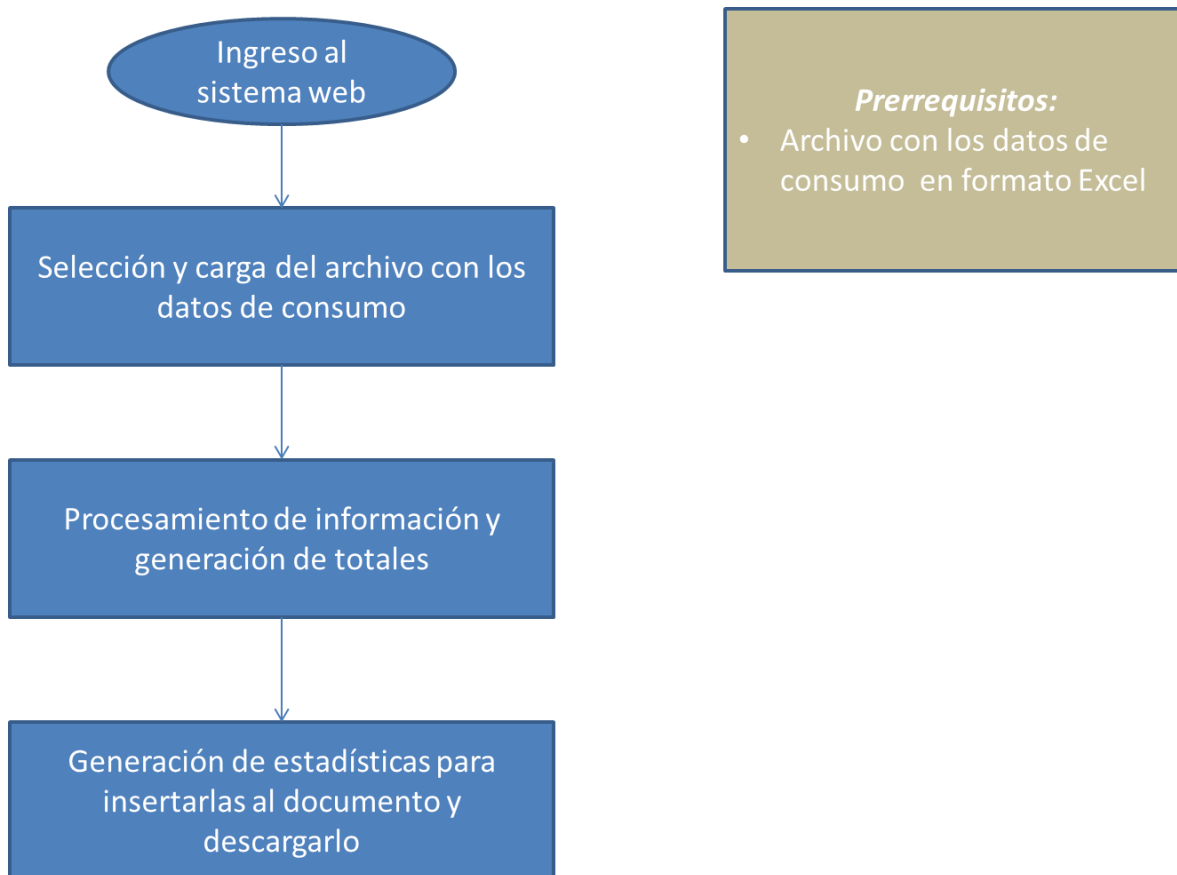 Ingreso al
sistema web
Selección y carga del archivo con los
datos de consumo
Procesamiento de información y
generación de totales
Generación de estadísticas para
insertarlas al documento y
descargarlo
Prerrequisitos:
• Archivo con los datos de
consumo en formato Excel